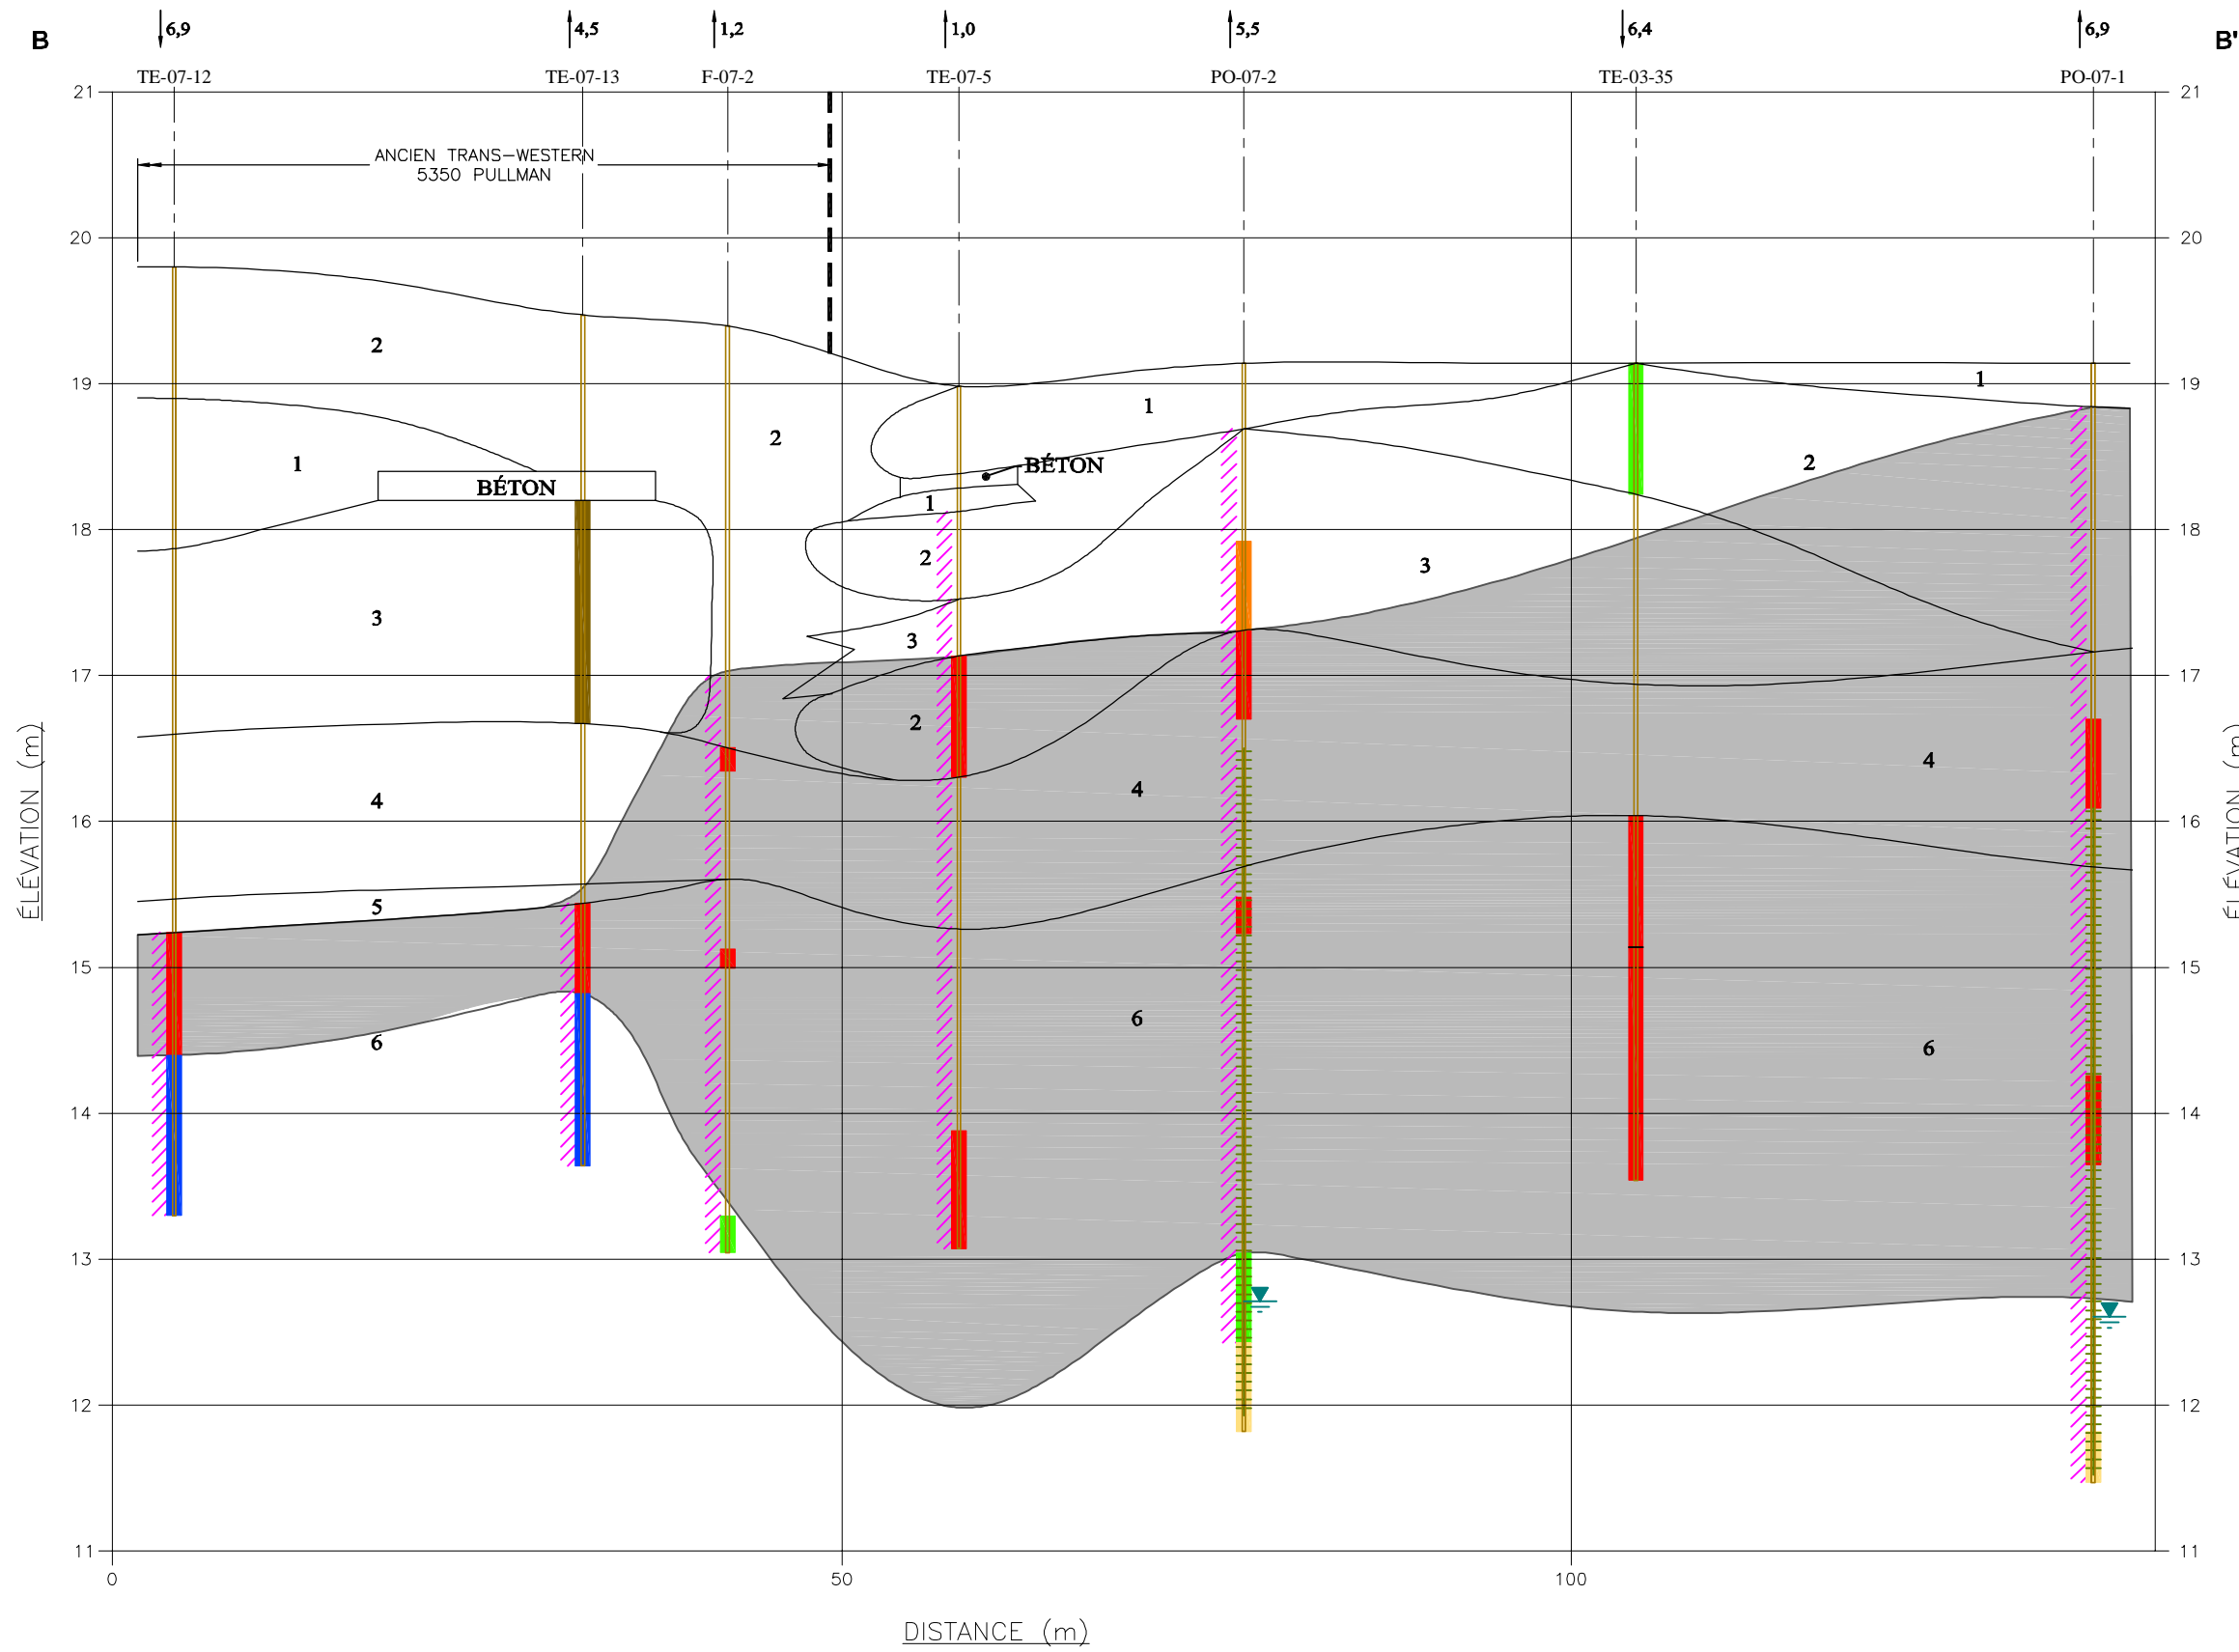 B 6,9 4,5 1,2 1,0 5,5 6,4 6,9 B'
TE-07-12 TE-07-13 F-07-2 TE-07-5 PO-07-2 TE-03-35 PO-07-1
21 21
ANCIEN TRANS-WESTERN
5350 PULLMAN
20 20
2
19 1 19
1
2
1 BÉTON 2
BÉTON
1
18 18
2 3
3
3
17 17
2
4 4
4
16 16
5
15 15
6
6 6
14 14
13 13
12 12
11 11
0 50 100
ÉLÉVATION (m)
ÉLÉVATION (m)
DISTANCE (m)